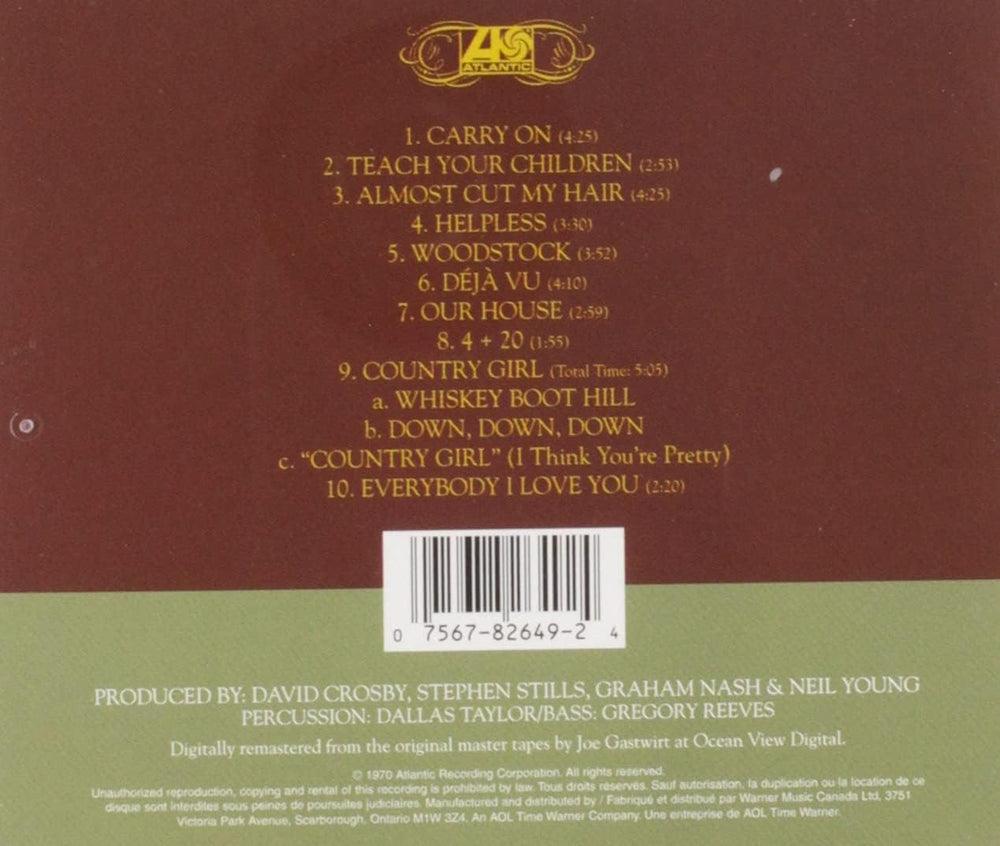 ATLANTIC
1. CARRY ON (4:25)
2. TEACH YOUR CHILDREN (2:53)
3. ALMOST CUT MY HAIR (4:25)
4. HELPLESS (3:30)
5. WOODSTOCK (3:52)
6. DÉJÀ VU (4:10)
7. OUR HOUSE (2:59)
8. 4 + 20 (1:55)
9. COUNTRY GIRL (Total Time: 5:05)
a. WHISKEY BOOT HILL
b. DOWN, DOWN, DOWN
c. “COUNTRY GIRL” (I Think You're Pretty)
10. EVERYBODY I LOVE YOU (2:20)
0 7567-82649-2 4
PRODUCED BY: DAVID CROSBY, STEPHEN STILLS, GRAHAM NASH & NEIL YOUNG
PERCUSSION: DALLAS TAYLOR/BASS: GREGORY REEVES
Digitally remastered from the original master tapes by Joe Gastwirt at Ocean View Digital.
© 1970 Atlantic Recording Corporation. All rights reserved.
Unauthorized reproduction, copying and rental of this recording is prohibited by law. Tous droits réservés. Sauf autorisation, la duplication ou la location de ce
disque sont interdites sous peines de poursuites judiciaires. Manufactured and distributed by / Fabriqué et distribué par Warner Music Canada Ltd, 3751
Victoria Park Avenue, Scarborough, Ontario M1W 3Z4. An AOL Time Warner Company. Une entreprise de AOL Time Warner.